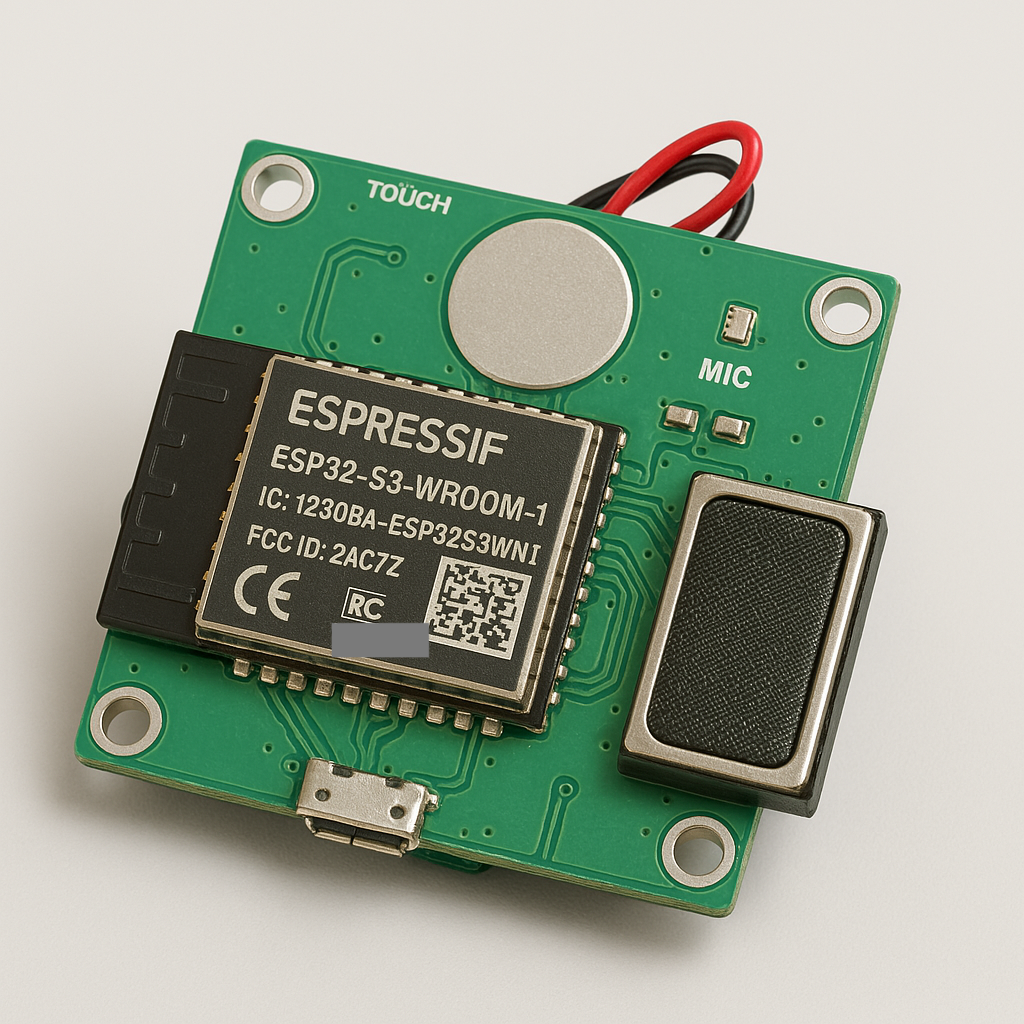 TOUCH
MIC
ESPRESSIF
ESP32-S3-WROOM-1
IC: 1230BA-ESP32S3WNI
FCC ID: 2AC7Z
CE
RC